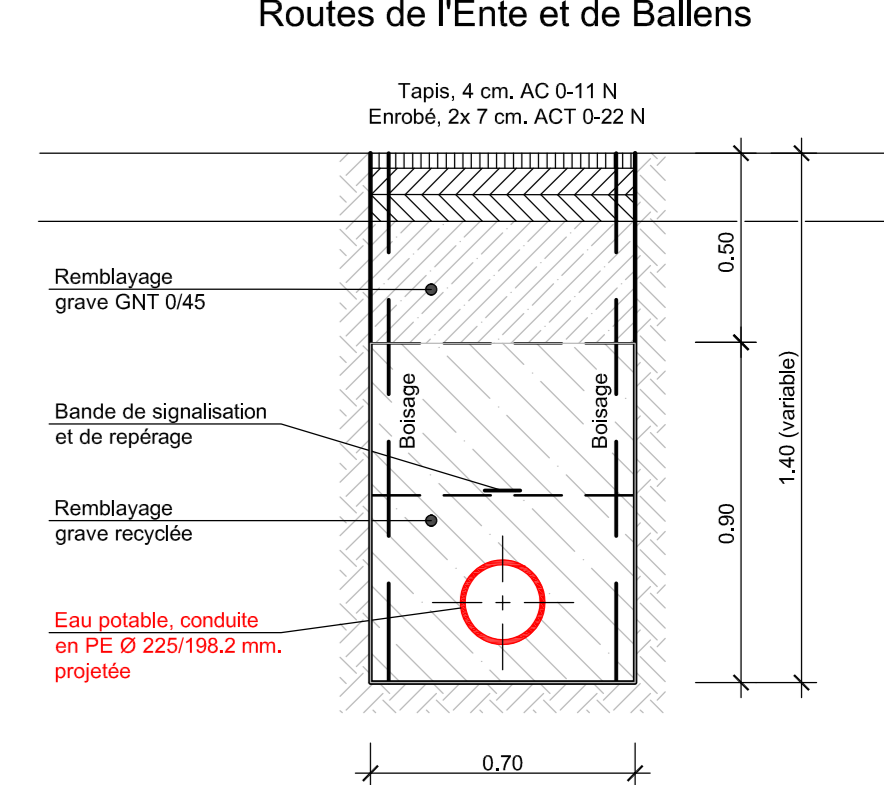 Routes de l'Ente et de Ballens
Tapis, 4 cm. AC 0-11 N
Enrobé, 2x 7 cm. ACT 0-22 N
Remblayage
grave GNT 0/45
Bande de signalisation
et de repérage
Remblayage
grave recyclée
Eau potable, conduite
en PE Ø 225/198.2 mm.
projetée
Boisage
Boisage
0.50
0.90
1.40 (variable)
0.70